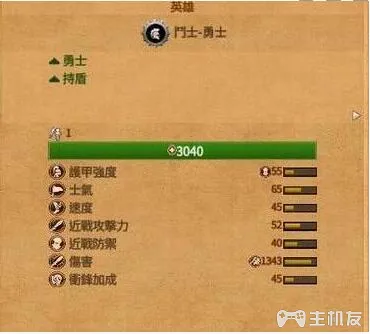 英雄
鬥士-勇士
勇士
持盾
1
3040
護甲強度 55
士氣 65
速度 45
近戰攻擊力 52
近戰防禦 40
傷害 1343
衝鋒加成 45
主机友